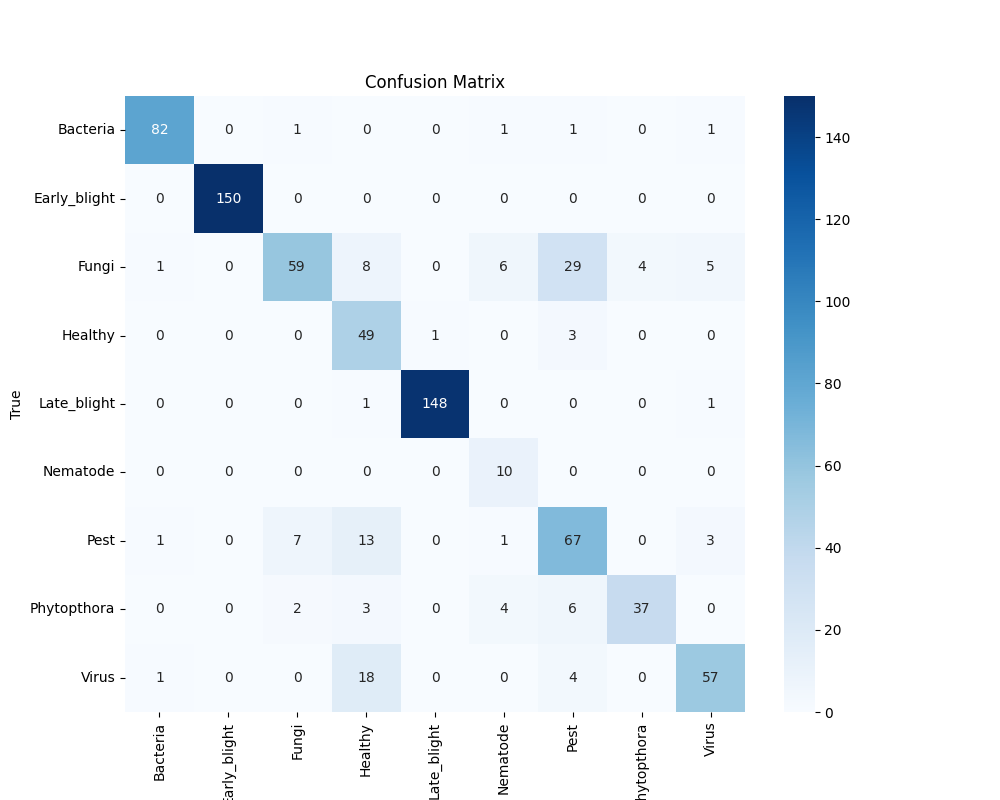 Confusion Matrix
Bacteria 82 0 1 0 0 1 1 0 1
Early_blight 0 150 0 0 0 0 0 0 0
Fungi 1 0 59 8 0 6 29 4 5
Healthy 0 0 0 49 1 0 3 0 0
Late_blight 0 0 0 1 148 0 0 0 1
Nematode 0 0 0 0 0 10 0 0 0
Pest 1 0 7 13 0 1 67 0 3
Phytopthora 0 0 2 3 0 4 6 37 0
Virus 1 0 0 18 0 0 4 0 57
True
Bacteria
Early_blight
Fungi
Healthy
Late_blight
Nematode
Pest
hytopthora
Virus
140
120
100
80
60
40
20
0